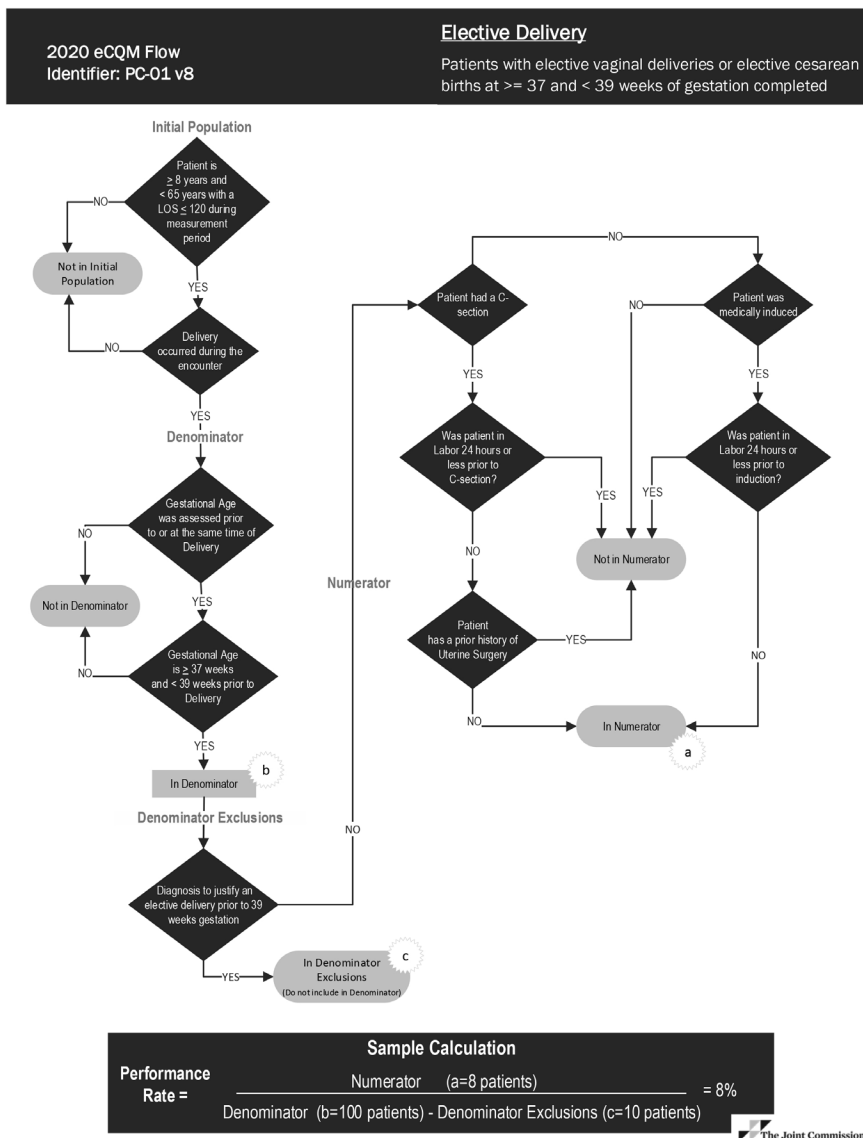 2020 eCQM Flow
Identifier: PC-01 v8
Elective Delivery
Patients with elective vaginal deliveries or elective cesarean
births at >= 37 and < 39 weeks of gestation completed
Initial Population
Patient is
≥ 8 years and
< 65 years with a
LOS ≤ 120 during
measurement
period
NO
Not in Initial
Population
YES
Delivery
occurred during the
encounter
NO
YES
Denominator
Gestational Age
was assessed prior
to or at the same time of
Delivery
NO
Not in Denominator
YES
Gestational Age
is ≥ 37 weeks
and < 39 weeks prior to
Delivery
NO
YES
In Denominator
b
Denominator Exclusions
Diagnosis to justify an
elective delivery prior to 39
weeks gestation
NO
YES
In Denominator
Exclusions
(Do not include in Denominator)
c
Numerator
Patient had a C-
section
NO
Patient was
medically induced
NO
YES
YES
Was patient in
Labor 24 hours or
less prior to
C-section?
YES
Was patient in
Labor 24 hours or
less prior to
induction?
YES
Not in Numerator
NO
Patient
has a prior history of
Uterine Surgery
YES
NO
NO
In Numerator
a
Sample Calculation
Performance
Rate =
Numerator (a=8 patients)
Denominator (b=100 patients) - Denominator Exclusions (c=10 patients)
= 8%
The Joint Commission